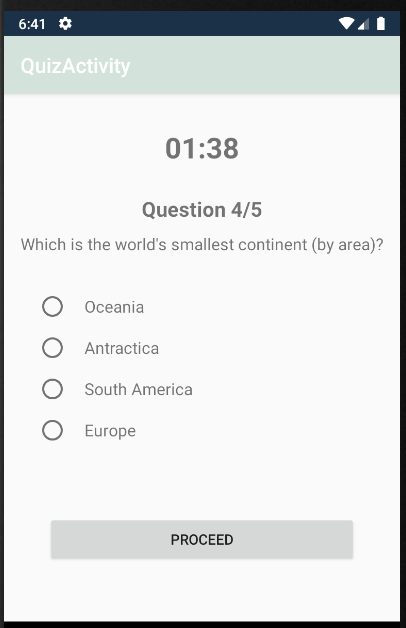 6:41
QuizActivity
01:38
Question 4/5
Which is the world's smallest continent (by area)?
Oceania
Antractica
South America
Europe
PROCEED